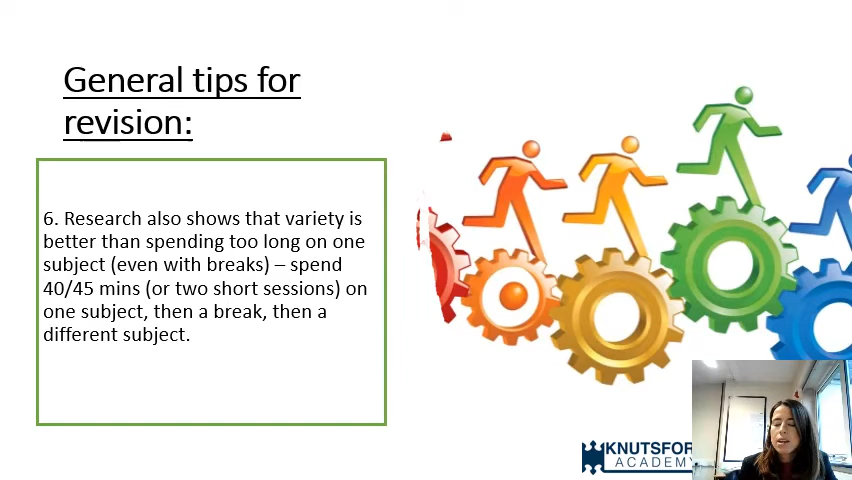 General tips for
revision:
6. Research also shows that variety is
better than spending too long on one
subject (even with breaks) – spend
40/45 mins (or two short sessions) on
one subject, then a break, then a
different subject.
KNUTSFOR
ACADEMY